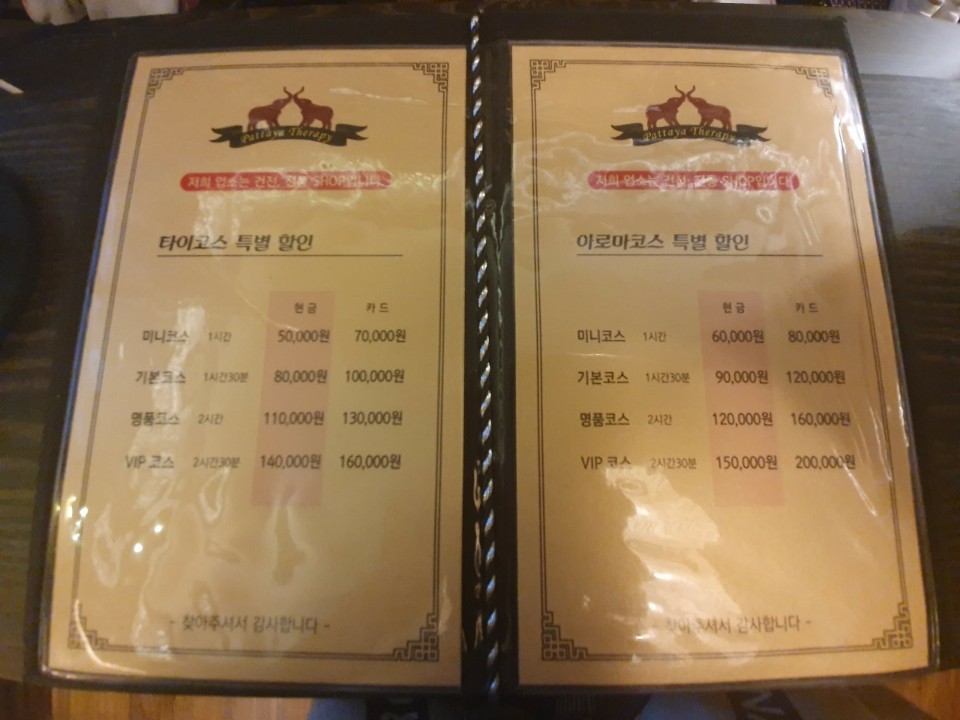 Pattaya Therapy
저희 업소는 건전, 전통 SHOP입니다
타이코스 특별 할인
현금 카드
미니코스 1시간 50,000원 70,000원
기본코스 1시간30분 80,000원 100,000원
명품코스 2시간 110,000원 130,000원
VIP 코스 2시간30분 140,000원 160,000원
- 찾아주셔서 감사합니다 -
Pattaya Therapy
저희 업소는 건전, 전통 SHOP입니다
아로마코스 특별 할인
현금 카드
미니코스 1시간 60,000원 80,000원
기본코스 1시간30분 90,000원 120,000원
명품코스 2시간 120,000원 160,000원
VIP 코스 2시간30분 150,000원 200,000원
- 찾아주셔서 감사합니다 -